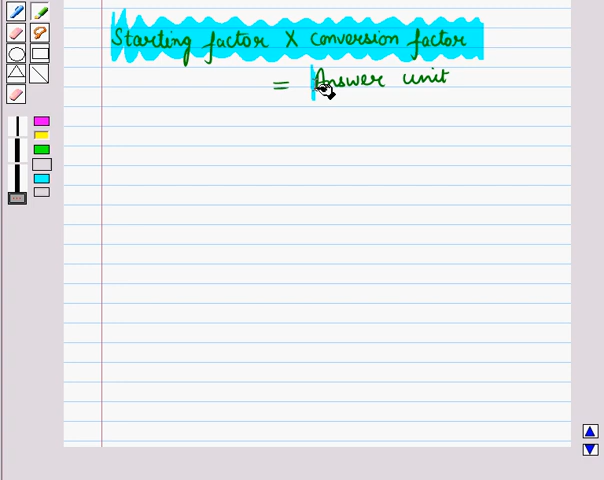 Starting factor X conversion factor
= Answer unit